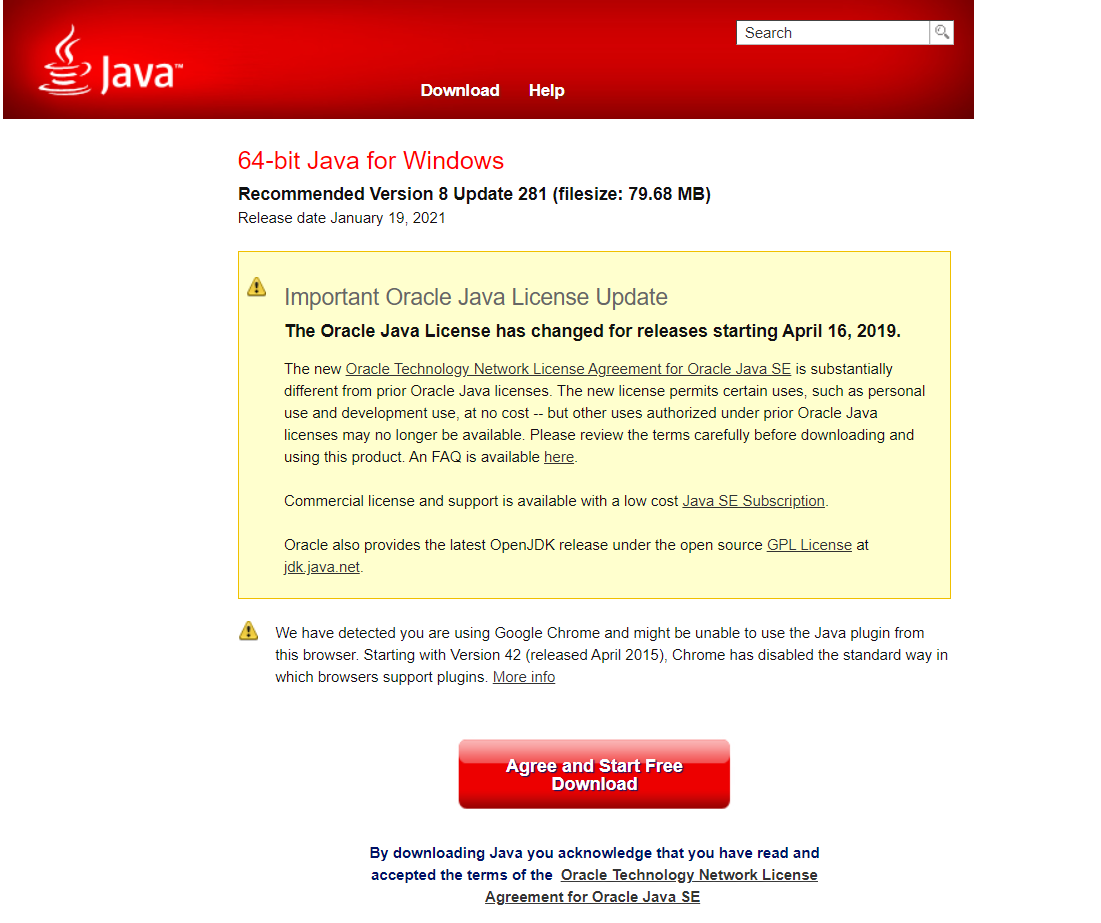 Java™
Search
Download Help
64-bit Java for Windows
Recommended Version 8 Update 281 (filesize: 79.68 MB)
Release date January 19, 2021
Important Oracle Java License Update
The Oracle Java License has changed for releases starting April 16, 2019.
The new Oracle Technology Network License Agreement for Oracle Java SE is substantially
different from prior Oracle Java licenses. The new license permits certain uses, such as personal
use and development use, at no cost -- but other uses authorized under prior Oracle Java
licenses may no longer be available. Please review the terms carefully before downloading and
using this product. An FAQ is available here.
Commercial license and support is available with a low cost Java SE Subscription.
Oracle also provides the latest OpenJDK release under the open source GPL License at
jdk.java.net.
We have detected you are using Google Chrome and might be unable to use the Java plugin from
this browser. Starting with Version 42 (released April 2015), Chrome has disabled the standard way in
which browsers support plugins. More info
Agree and Start Free
Download
By downloading Java you acknowledge that you have read and
accepted the terms of the Oracle Technology Network License
Agreement for Oracle Java SE